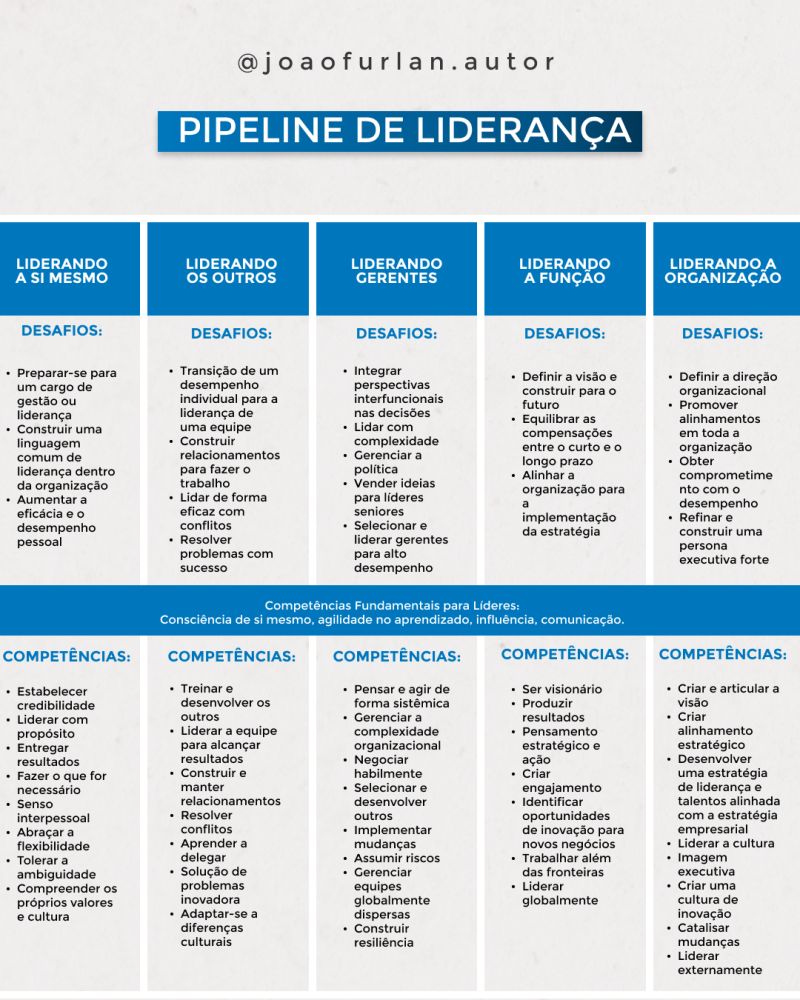 @joaofurlan.autor
PIPELINE DE LIDERANÇA
LIDERANDO
A SI MESMO
DESAFIOS:
• Preparar-se para
um cargo de
gestão ou
liderança
• Construir uma
linguagem
comum de
liderança dentro
da organização
• Aumentar a
eficácia e o
desempenho
pessoal
LIDERANDO
OS OUTROS
DESAFIOS:
• Transição de um
desempenho
individual para a
liderança de
uma equipe
• Construir
relacionamentos
para fazer o
trabalho
• Lidar de forma
eficaz com
conflitos
• Resolver
problemas com
sucesso
LIDERANDO
GERENTES
DESAFIOS:
• Integrar
perspectivas
interfuncionais
nas decisões
• Lidar com
complexidade
• Gerenciar a
política
• Vender ideias
para líderes
seniores
• Selecionar e
liderar gerentes
para alto
desempenho
LIDERANDO
A FUNÇÃO
DESAFIOS:
• Definir a visão e
construir para o
futuro
• Equilibrar as
compensações
entre o curto e o
longo prazo
• Alinhar a
organização para
a
implementação
da estratégia
LIDERANDO A
ORGANIZAÇÃO
DESAFIOS:
• Definir a direção
organizacional
• Promover
alinhamentos
em toda a
organização
• Obter
comprometime
nto com o
desempenho
• Refinar e
construir uma
persona
executiva forte
Competências Fundamentais para Líderes:
Consciência de si mesmo, agilidade no aprendizado, influência, comunicação.
COMPETÊNCIAS:
• Estabelecer
credibilidade
• Liderar com
propósito
• Entregar
resultados
• Fazer o que for
necessário
• Senso
interpessoal
• Abraçar a
flexibilidade
• Tolerar a
ambiguidade
• Compreender os
próprios valores
e cultura
COMPETÊNCIAS:
• Treinar e
desenvolver os
outros
• Liderar a equipe
para alcançar
resultados
• Construir e
manter
relacionamentos
• Resolver
conflitos
• Aprender a
delegar
• Solução de
problemas
inovadora
• Adaptar-se a
diferenças
culturais
COMPETÊNCIAS:
• Pensar e agir de
forma sistêmica
• Gerenciar a
complexidade
organizacional
• Negociar
habilmente
• Selecionar e
desenvolver
outros
• Implementar
mudanças
• Assumir riscos
• Gerenciar
equipes
globalmente
dispersas
• Construir
resiliência
COMPETÊNCIAS:
• Ser visionário
• Produzir
resultados
• Pensamento
estratégico e
ação
• Criar
engajamento
• Identificar
oportunidades
de inovação para
novos negócios
• Trabalhar além
das fronteiras
• Liderar
globalmente
COMPETÊNCIAS:
• Criar e articular a
visão
• Criar
alinhamento
estratégico
• Desenvolver
uma estratégia
de liderança e
talentos alinhada
com a estratégia
empresarial
• Liderar a cultura
• Imagem
executiva
• Criar uma
cultura de
inovação
• Catalisar
mudanças
• Liderar
externamente